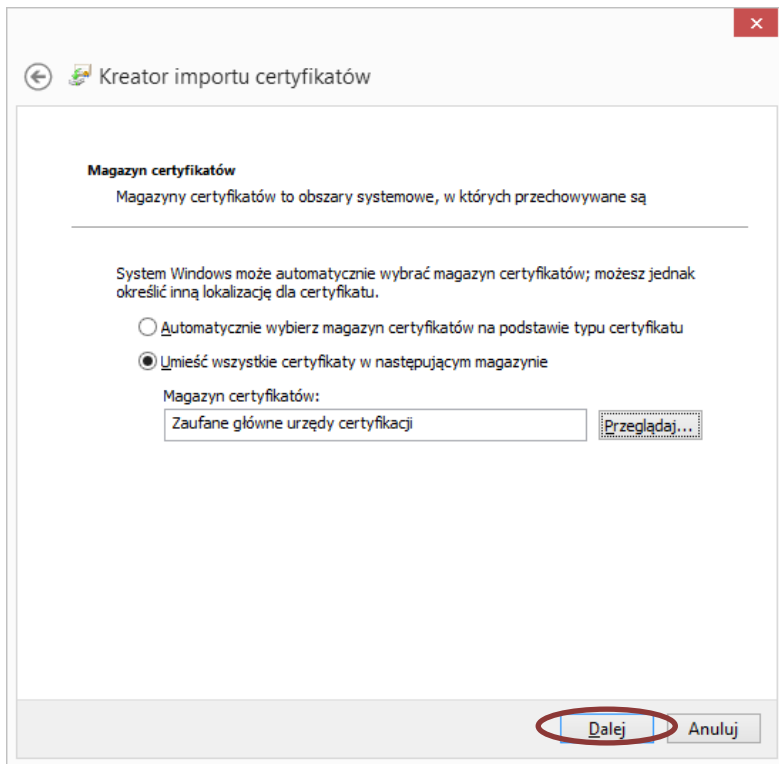 Kreator importu certyfikatów
Magazyn certyfikatów
Magazyny certyfikatów to obszary systemowe, w których przechowywane są
System Windows może automatycznie wybrać magazyn certyfikatów; możesz jednak
określić inną lokalizację dla certyfikatu.
Automatycznie wybierz magazyn certyfikatów na podstawie typu certyfikatu
Umieść wszystkie certyfikaty w następującym magazynie
Magazyn certyfikatów:
Zaufane główne urzędy certyfikacji
Przeglądaj...
Dalej
Anuluj